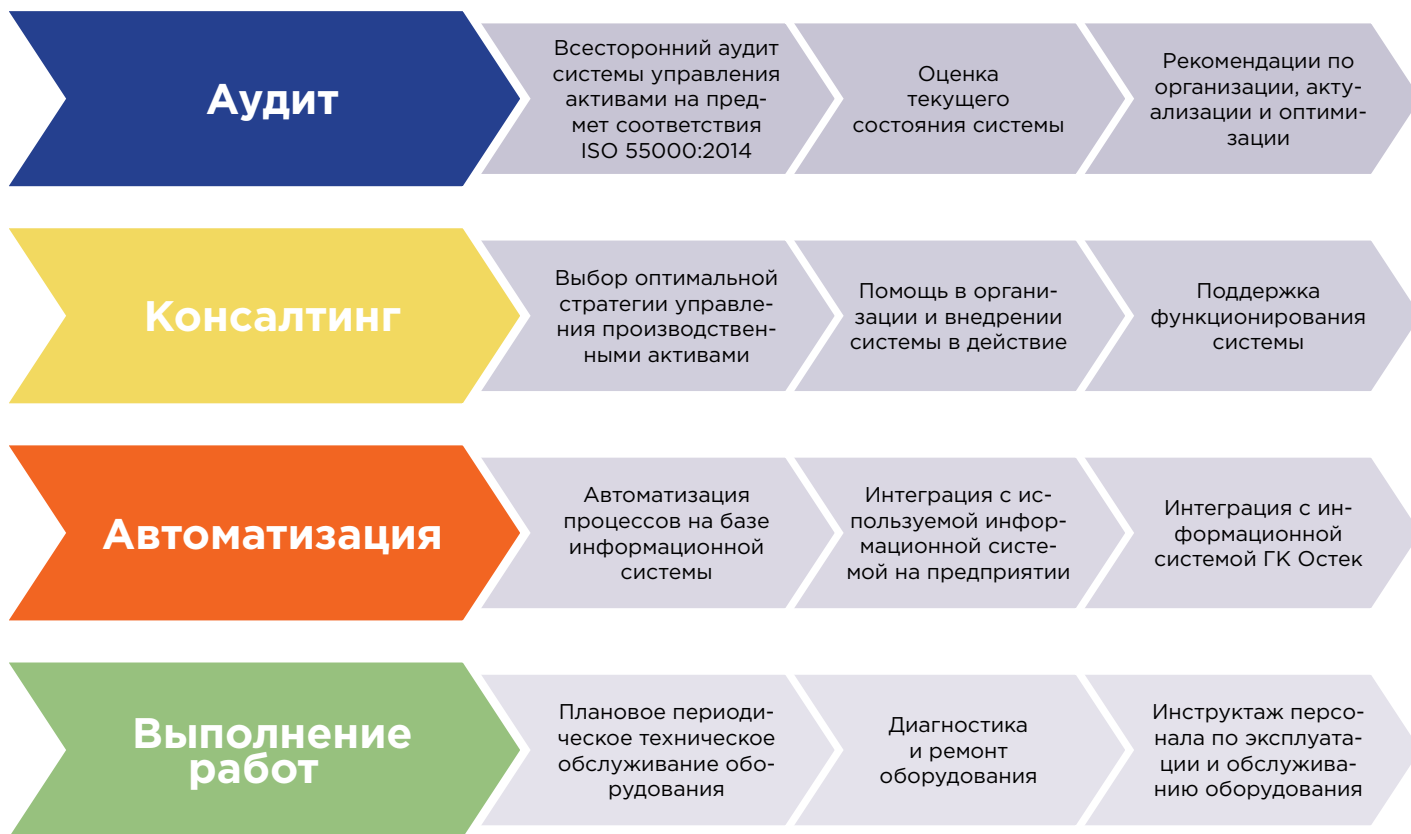 Аудит
Всесторонний аудит
системы управления
активами на пред-
мет соответствия
ISO 55000:2014
Оценка
текущего
состояния системы
Рекомендации по
организации, акту-
ализации и оптими-
зации
Консалтинг
Выбор оптимальной
стратегии управле-
ния производствен-
ными активами
Помощь в органи-
зации и внедрении
системы в действие
Поддержка
функционирования
системы
Автоматизация
Автоматизация
процессов на базе
информационной
системы
Интеграция с ис-
пользуемой инфор-
мационной систе-
мой на предприятии
Интеграция с ин-
формационной
системой ГК Остек
Выполнение
работ
Плановое периоди-
ческое техническое
обслуживание обо-
рудования
Диагностика
и ремонт
оборудования
Инструктаж персо-
нала по эксплуата-
ции и обслужива-
нию оборудования